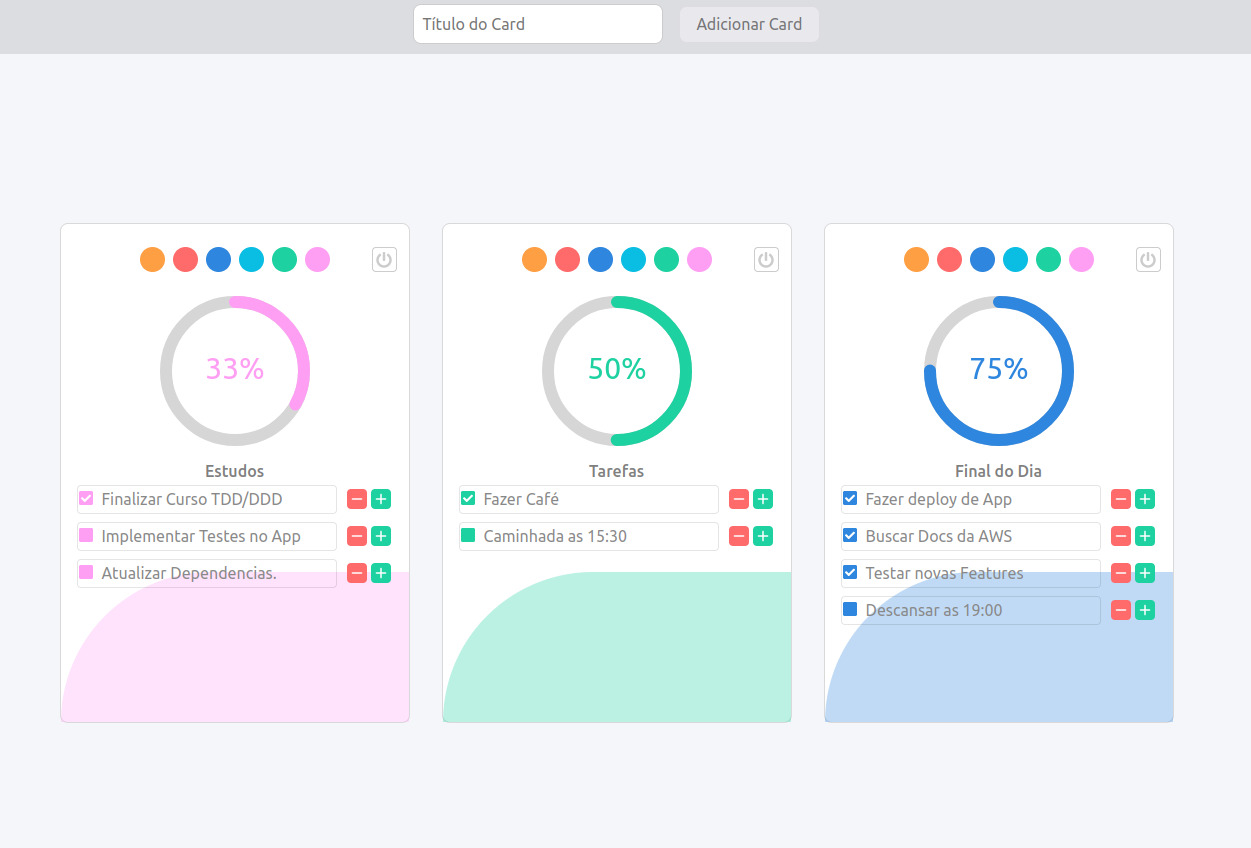 Título do Card
Adicionar Card
33%
Estudos
Finalizar Curso TDD/DDD
Implementar Testes no App
Atualizar Dependencias.
50%
Tarefas
Fazer Café
Caminhada as 15:30
75%
Final do Dia
Fazer deploy de App
Buscar Docs da AWS
Testar novas Features
Descansar as 19:00